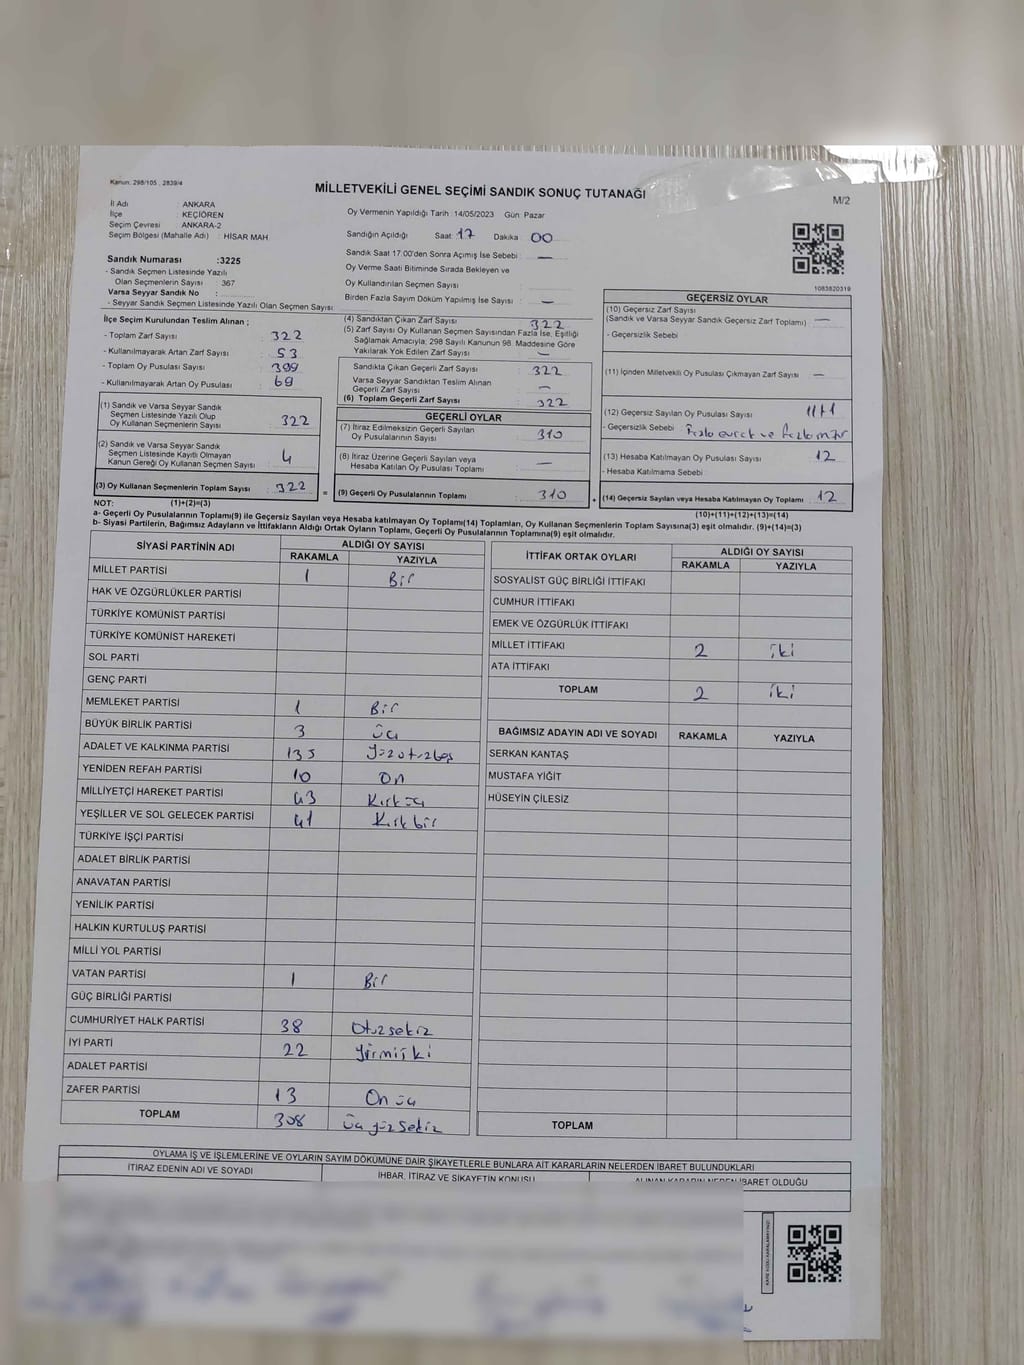 Kanun: 298/105 , 2839/4
MİLLETVEKİLİ GENEL SEÇİMİ SANDIK SONUÇ TUTANAĞI
M/2
İl Adı : ANKARA
İlçe : KEÇİÖREN
Seçim Çevresi : ANKARA-2
Seçim Bölgesi (Mahalle Adı) : HİSAR MAH
Oy Vermenin Yapıldığı Tarih :14/05/2023 Gün: Pazar
Sandığın Açıldığı Saat: 17 Dakika 00
Sandık Saat 17:00'den Sonra Açımış İse Sebebi : —
Oy Verme Saati Bitiminde Sırada Bekleyen ve
Oy Kullandırılan Seçmen Sayısı :
Birden Fazla Sayım Döküm Yapılmış İse Sayısı : —
1083820319
Sandık Numarası :3225
- Sandık Seçmen Listesinde Yazılı
Olan Seçmenlerin Sayısı : 367
Varsa Seyyar Sandık No :
- Seyyar Sandık Seçmen Listesinde Yazılı Olan Seçmen Sayısı:
İlçe Seçim Kurulundan Teslim Alınan ;
- Toplam Zarf Sayısı : 322
- Kullanılmayarak Artan Zarf Sayısı : 53
- Toplam Oy Pusulası Sayısı : 399
- Kullanılmayarak Artan Oy Pusulası : 69
(1) Sandık ve Varsa Seyyar Sandık
Seçmen Listesinde Yazılı Olup
Oy Kullanan Seçmenlerin Sayısı : 322
(2) Sandık ve Varsa Seyyar Sandık
Seçmen Listesinde Kayıtlı Olmayan
Kanun Gereği Oy Kullanan Seçmen Sayısı : 4
(3) Oy Kullanan Seçmenlerin Toplam Sayısı : 322
(4) Sandıktan Çıkan Zarf Sayısı : 322
(5) Zarf Sayısı Oy Kullanan Seçmen Sayısından Fazla İse, Eşitliği
Sağlamak Amacıyla, 298 Sayılı Kanunun 98. Maddesine Göre
Yakılarak Yok Edilen Zarf Sayısı : —
Sandıkta Çıkan Geçerli Zarf Sayısı : 322
Varsa Seyyar Sandıktan Teslim Alınan
Geçerli Zarf Sayısı : —
(6) Toplam Geçerli Zarf Sayısı : 322
GEÇERLİ OYLAR
(7) İtiraz Edilmeksizin Geçerli Sayılan
Oy Pusulalarının Sayısı : 310
(8) İtiraz Üzerine Geçerli Sayılan veya
Hesaba Katılan Oy Pusulası Toplamı : —
= (9) Geçerli Oy Pusulalarının Toplamı : 310
GEÇERSİZ OYLAR
(10) Geçersiz Zarf Sayısı
(Sandık ve Varsa Seyyar Sandık Geçersiz Zarf Toplamı) : —
- Geçersizlik Sebebi :
(11) İçinden Milletvekili Oy Pusulası Çıkmayan Zarf Sayısı : —
(12) Geçersiz Sayılan Oy Pusulası Sayısı :
- Geçersizlik Sebebi : fazla evrak ve fazla mühür
(13) Hesaba Katılmayan Oy Pusulası Sayısı : 12
- Hesaba Katılmama Sebebi :
+ (14) Geçersiz Sayılan veya Hesaba Katılmayan Oy Toplamı : 12
NOT: (1)+(2)=(3)
(10)+(11)+(12)+(13)=(14)
a- Geçerli Oy Pusulalarının Toplamı(9) ile Geçersiz Sayılan veya Hesaba katılmayan Oy Toplamı(14) Toplamları, Oy Kullanan Seçmenlerin Toplam Sayısına(3) eşit olmalıdır. (9)+(14)=(3)
b- Siyasi Partilerin, Bağımsız Adayların ve İttifakların Aldığı Ortak Oyların Toplamı, Geçerli Oy Pusulalarının Toplamına(9) eşit olmalıdır.
SİYASİ PARTİNİN ADI ALDIĞI OY SAYISI
RAKAMLA YAZIYLA
MİLLET PARTİSİ 1 Bir
HAK VE ÖZGÜRLÜKLER PARTİSİ
TÜRKİYE KOMÜNİST PARTİSİ
TÜRKİYE KOMÜNİST HAREKETİ
SOL PARTİ
GENÇ PARTİ
MEMLEKET PARTİSİ 1 Bir
BÜYÜK BİRLİK PARTİSİ 3 üç
ADALET VE KALKINMA PARTİSİ 135 yüzotuzbeş
YENİDEN REFAH PARTİSİ 10 On
MİLLİYETÇİ HAREKET PARTİSİ 43 Kırküç
YEŞİLLER VE SOL GELECEK PARTİSİ 41 Kırkbir
TÜRKİYE İŞÇİ PARTİSİ
ADALET BİRLİK PARTİSİ
ANAVATAN PARTİSİ
YENİLİK PARTİSİ
HALKIN KURTULUŞ PARTİSİ
MİLLİ YOL PARTİSİ
VATAN PARTİSİ 1 Bir
GÜÇ BİRLİĞİ PARTİSİ
CUMHURİYET HALK PARTİSİ 38 Otuzsekiz
İYİ PARTİ 22 Yirmiiki
ADALET PARTİSİ
ZAFER PARTİSİ 13 Onüç
TOPLAM 308 üçyüzsekiz
İTTİFAK ORTAK OYLARI ALDIĞI OY SAYISI
RAKAMLA YAZIYLA
SOSYALİST GÜÇ BİRLİĞİ İTTİFAKI
CUMHUR İTTİFAKI
EMEK VE ÖZGÜRLÜK İTTİFAKI
MİLLET İTTİFAKI 2 iki
ATA İTTİFAKI
TOPLAM 2 iki
BAĞIMSIZ ADAYIN ADI VE SOYADI RAKAMLA YAZIYLA
SERKAN KANTAŞ
MUSTAFA YİĞİT
HÜSEYİN ÇİLESİZ
TOPLAM
OYLAMA İŞ VE İŞLEMLERİNE VE OYLARIN SAYIM DÖKÜMÜNE DAİR ŞİKAYETLERLE BUNLARA AİT KARARLARIN NELERDEN İBARET BULUNDUKLARI
İTİRAZ EDENİN ADI VE SOYADI İHBAR, İTİRAZ VE ŞİKAYETİN KONUSU ALINAN KARARIN NEDEN İBARET OLDUĞU